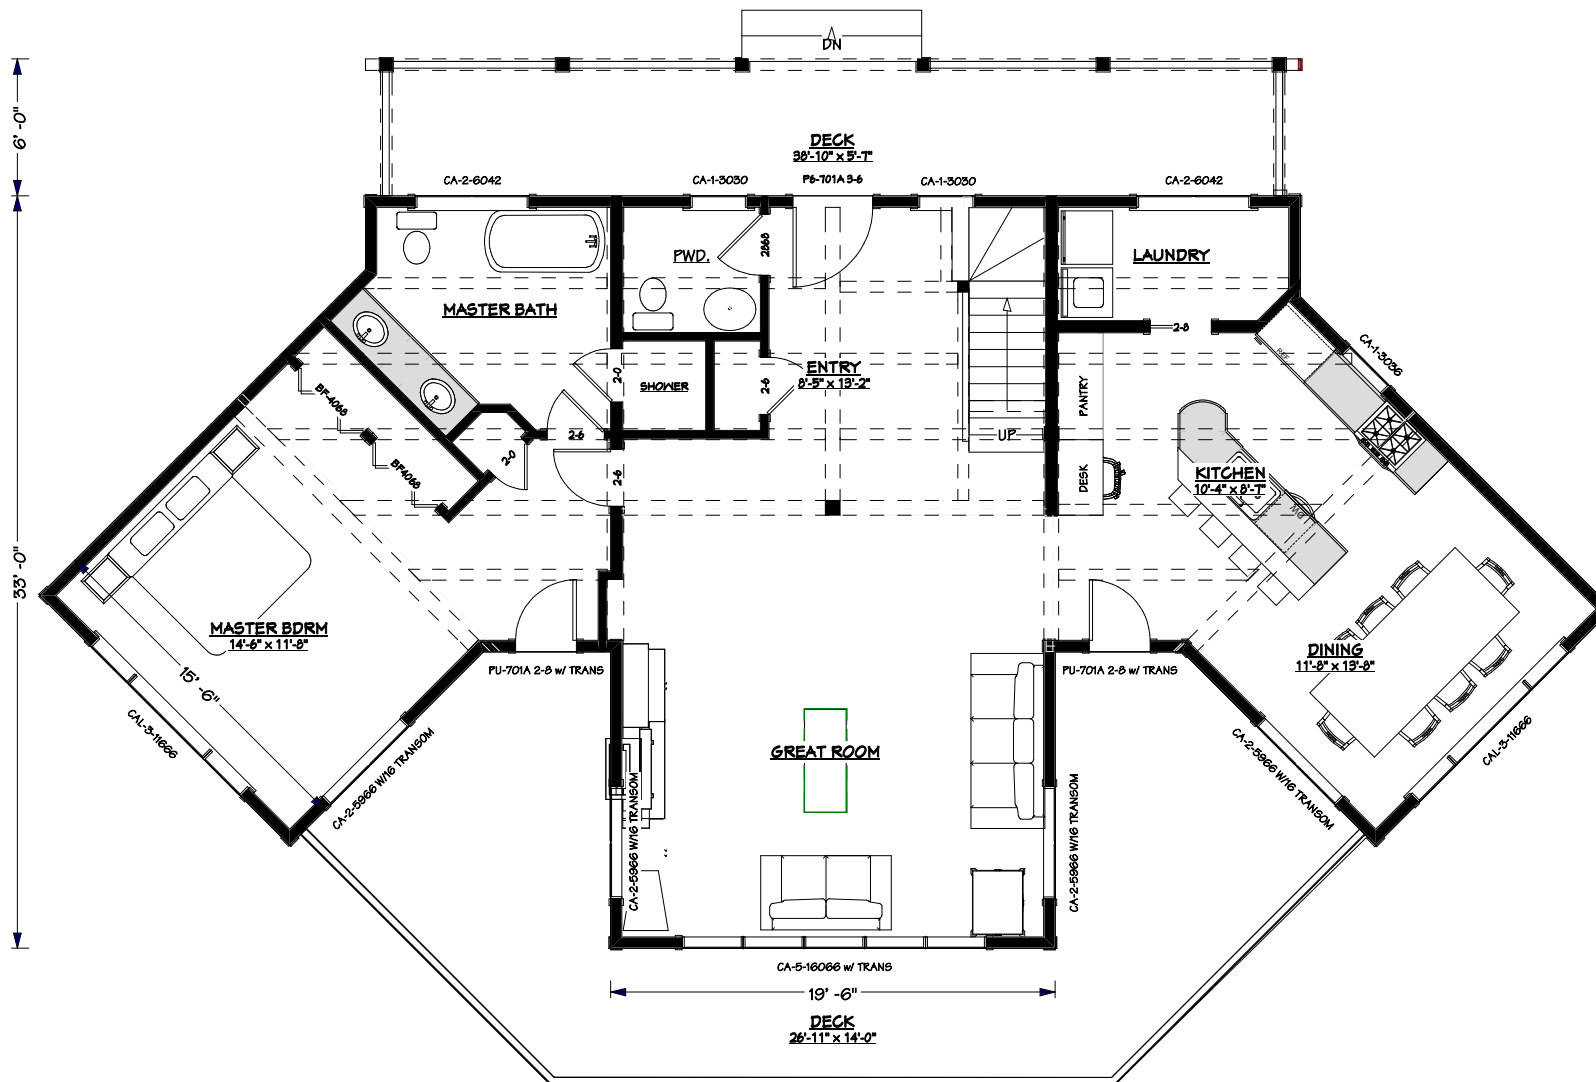 DN
6' -0"
DECK
38'-10" x 5'-7"
CA-2-6042
CA-1-3030
P6-701A 3-6
CA-1-3030
CA-2-6042
PWD.
2868
LAUNDRY
MASTER BATH
2-8
CA-1-3036
REF.
ENTRY
8'-5" x 13'-2"
2-0
SHOWER
2-6
PANTRY
BF-4068
2-6
UP
2-0
BF4068
2-6
DESK
KITCHEN
10'-4" x 8'-7"
DW
33' -0"
MASTER BDRM
14'-6" x 11'-8"
15' -6"
PU-701A 2-8 w/ TRANS
PU-701A 2-8 w/ TRANS
DINING
11'-8" x 13'-8"
CAL-3-11666
CA-2-5966 W/16 TRANSOM
GREAT ROOM
CA-2-5966 W/16 TRANSOM
CA-2-5966 W/16 TRANSOM
CA-2-5966 W/16 TRANSOM
CAL-3-11666
CA-5-16066 w/ TRANS
19' -6"
DECK
26'-11" x 14'-0"